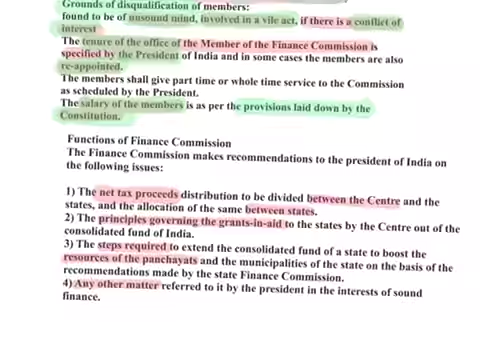 Grounds of disqualification of members:
found to be of unsound mind, involved in a vile act, if there is a conflict of
interest
The tenure of the office of the Member of the Finance Commission is
specified by the President of India and in some cases the members are also
re-appointed.
The members shall give part time or whole time service to the Commission
as scheduled by the President.
The salary of the members is as per the provisions laid down by the
Constitution.
Functions of Finance Commission
The Finance Commission makes recommendations to the president of India on
the following issues:
1) The net tax proceeds distribution to be divided between the Centre and the
states, and the allocation of the same between states.
2) The principles governing the grants-in-aid to the states by the Centre out of the
consolidated fund of India.
3) The steps required to extend the consolidated fund of a state to boost the
resources of the panchayats and the municipalities of the state on the basis of the
recommendations made by the state Finance Commission.
4) Any other matter referred to it by the president in the interests of sound
finance.